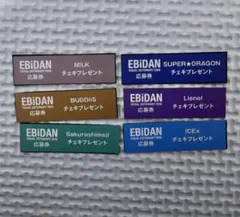 EBiDAN
応募券
M!LK
チェキプレゼント
EBiDAN
応募券
SUPER★DRAGON
チェキプレゼント
EBiDAN
応募券
BUDDiiS
チェキプレゼント
EBiDAN
応募券
Lienel
チェキプレゼント
EBiDAN
応募券
Sakurashimeji
チェキプレゼント
EBiDAN
応募券
ICEx
チェキプレゼント